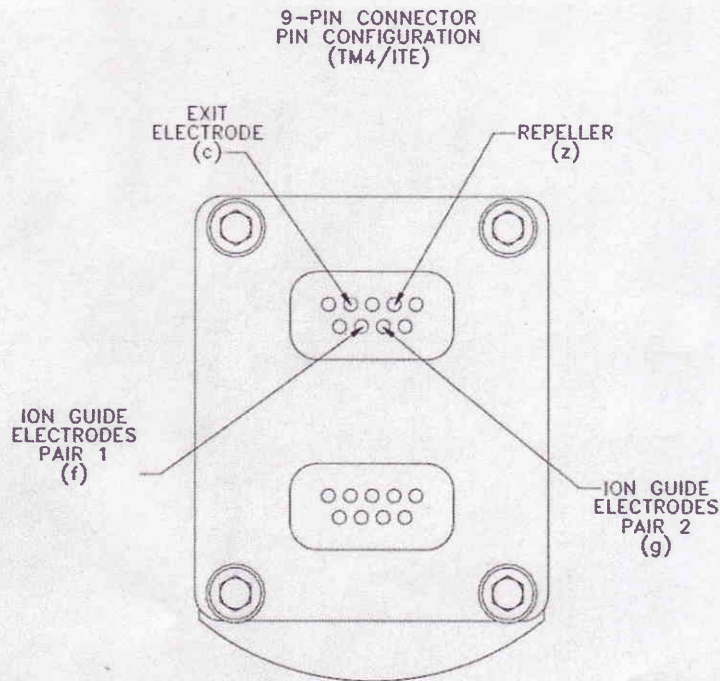 9-PIN CONNECTOR
PIN CONFIGURATION
(TM4/ITE)
EXIT
ELECTRODE
(c)
REPELLER
(z)
ION GUIDE
ELECTRODES
PAIR 1
(f)
ION GUIDE
ELECTRODES
PAIR 2
(g)